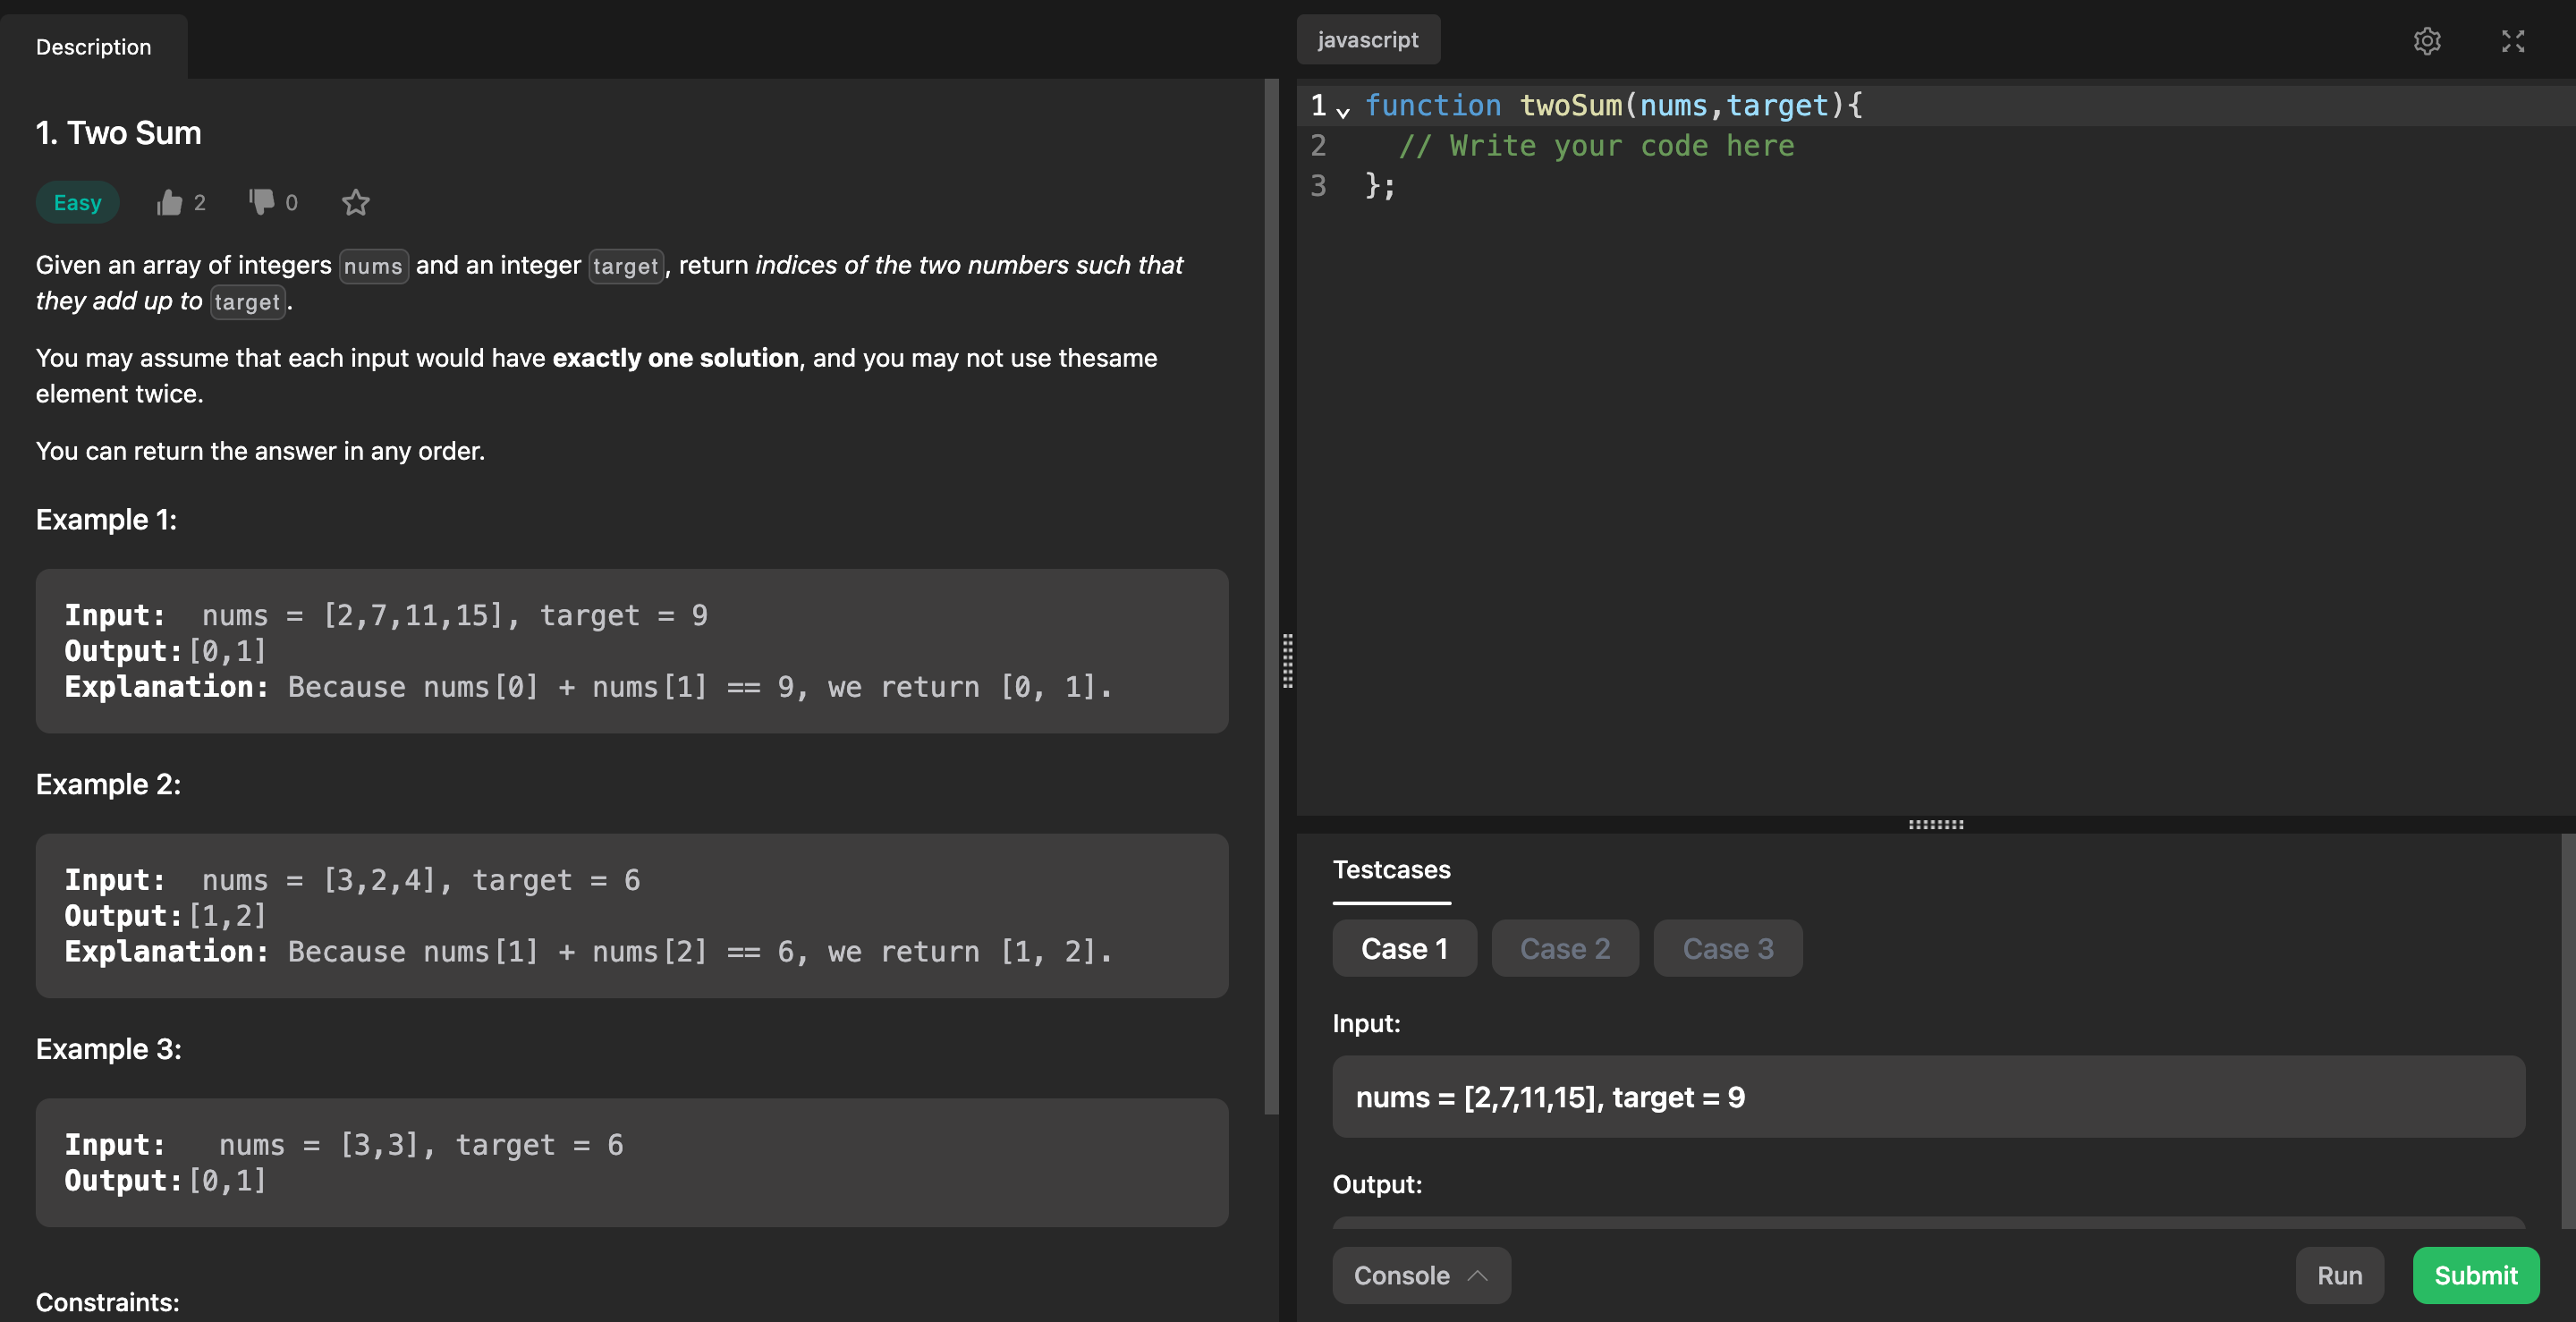 Description
1. Two Sum
Easy 2 0
Given an array of integers nums and an integer target, return indices of the two numbers such that
they add up to target.
You may assume that each input would have exactly one solution, and you may not use thesame
element twice.
You can return the answer in any order.
Example 1:
Input: nums = [2,7,11,15], target = 9
Output:[0,1]
Explanation: Because nums[0] + nums[1] == 9, we return [0, 1].
Example 2:
Input: nums = [3,2,4], target = 6
Output:[1,2]
Explanation: Because nums[1] + nums[2] == 6, we return [1, 2].
Example 3:
Input: nums = [3,3], target = 6
Output:[0,1]
Constraints:
javascript
1 function twoSum(nums,target){
2 // Write your code here
3 };
Testcases
Case 1 Case 2 Case 3
Input:
nums = [2,7,11,15], target = 9
Output:
Console Run Submit